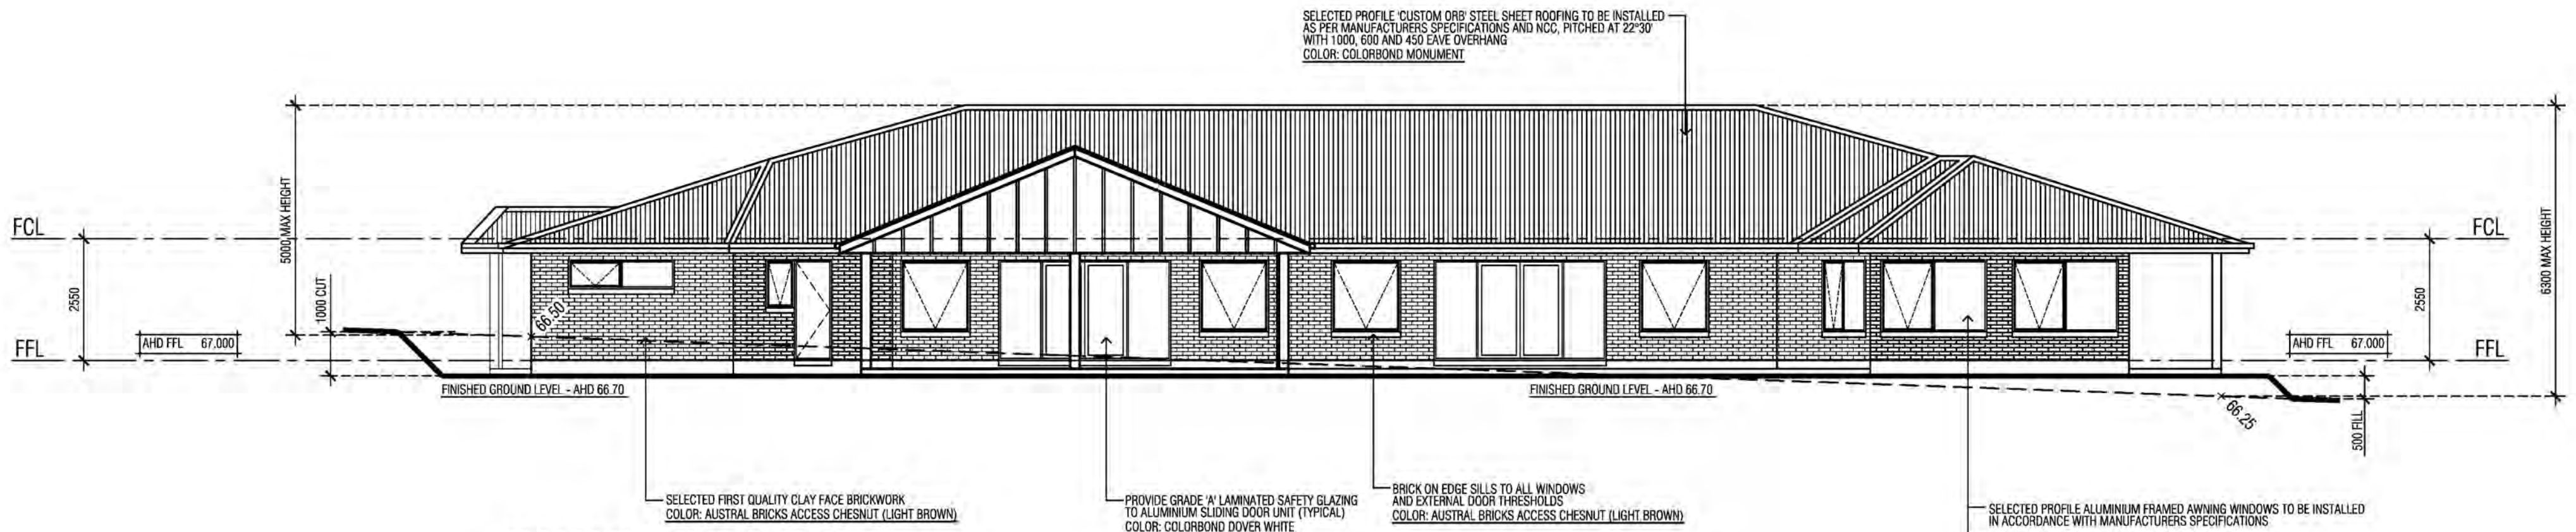 SELECTED PROFILE 'CUSTOM ORB' STEEL SHEET ROOFING TO BE INSTALLED
AS PER MANUFACTURERS SPECIFICATIONS AND NCC, PITCHED AT 22°30'
WITH 1000, 600 AND 450 EAVE OVERHANG
COLOR: COLORBOND MONUMENT
5000 MAX HEIGHT
6300 MAX HEIGHT
FCL
FCL
2550
1000 CUT
2550
66.50
AHD FFL 67.000
AHD FFL 67.000
FFL
FFL
FINISHED GROUND LEVEL - AHD 66.70
FINISHED GROUND LEVEL - AHD 66.70
66.25
500 FILL
SELECTED FIRST QUALITY CLAY FACE BRICKWORK
COLOR: AUSTRAL BRICKS ACCESS CHESNUT (LIGHT BROWN)
PROVIDE GRADE 'A' LAMINATED SAFETY GLAZING
TO ALUMINIUM SLIDING DOOR UNIT (TYPICAL)
COLOR: COLORBOND DOVER WHITE
BRICK ON EDGE SILLS TO ALL WINDOWS
AND EXTERNAL DOOR THRESHOLDS
COLOR: AUSTRAL BRICKS ACCESS CHESNUT (LIGHT BROWN)
SELECTED PROFILE ALUMINIUM FRAMED AWNING WINDOWS TO BE INSTALLED
IN ACCORDANCE WITH MANUFACTURERS SPECIFICATIONS